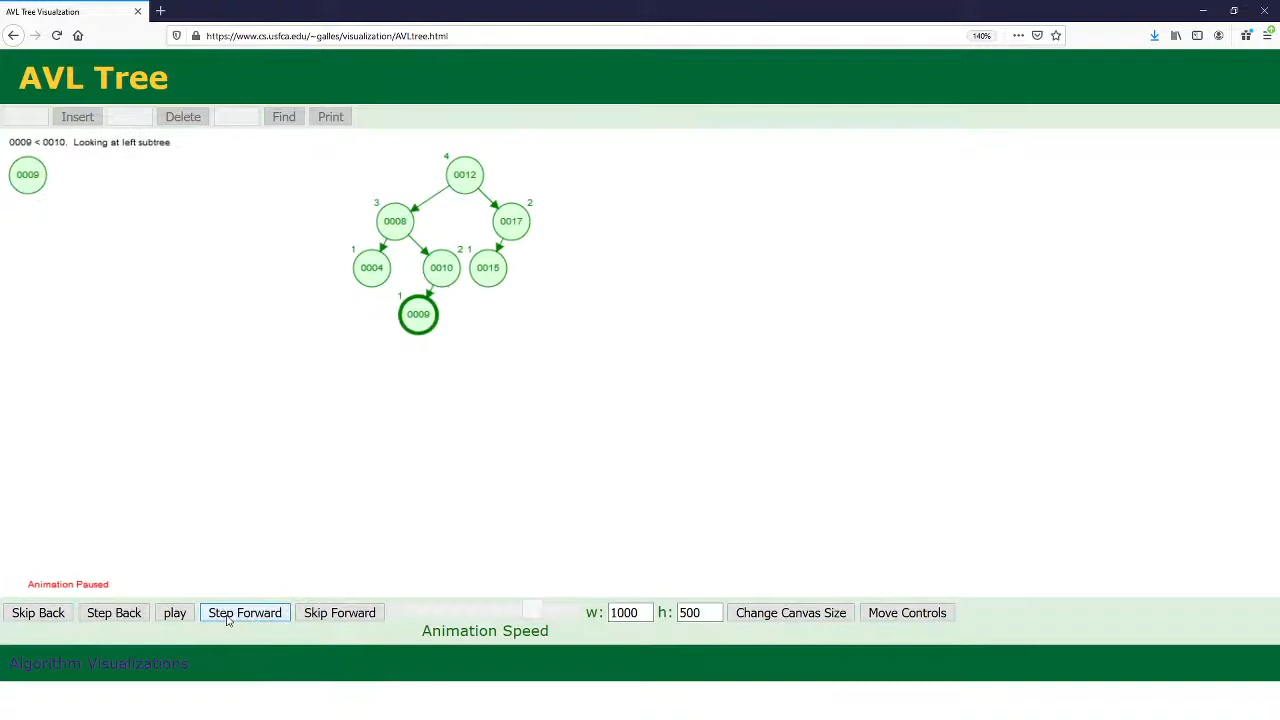 AVL Tree Visualzation
https://www.cs.usfca.edu/~galles/visualization/AVLtree.html
140%
AVL Tree
Insert
Delete
Find
Print
0009 < 0010. Looking at left subtree
0009
4
0012
3
0008
2
0017
1
0004
2
0010
1
0015
1
0009
Animation Paused
Skip Back
Step Back
play
Step Forward
Skip Forward
w: 1000
h: 500
Change Canvas Size
Move Controls
Animation Speed
Algorithm Visualizations